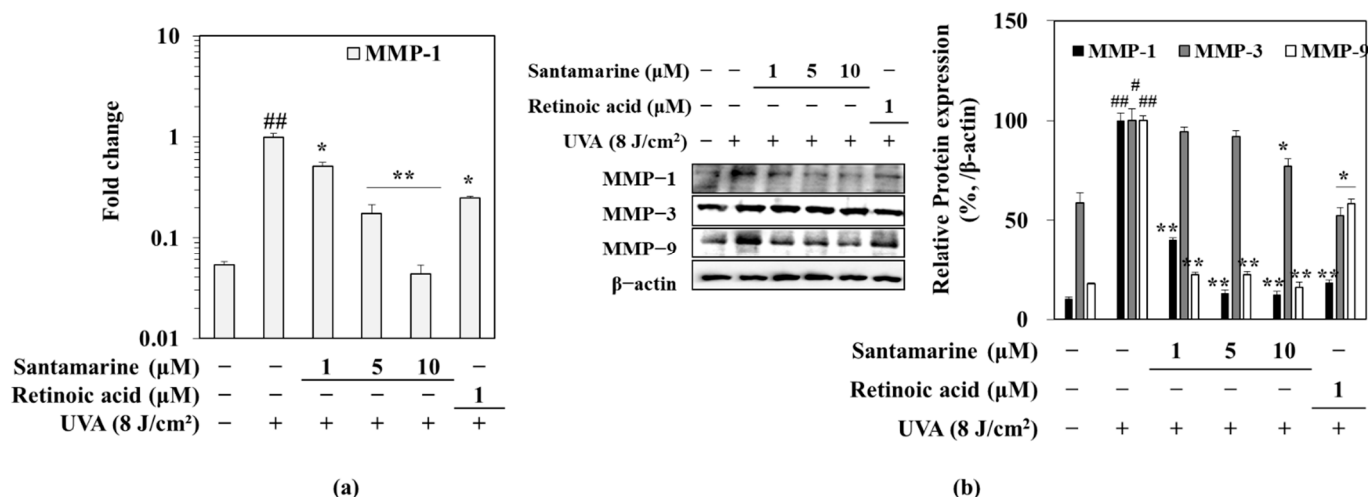 10
1
0.1
0.01
Fold change
MMP-1
##
*
**
*
Santamarine (μM) – – 1 5 10 –
Retinoic acid (μM) 1
UVA (8 J/cm²) – + + + + +
(a)
Santamarine (μM) – – 1 5 10 –
Retinoic acid (μM) 1
UVA (8 J/cm²) – + + + + +
MMP−1
MMP−3
MMP−9
β−actin
Relative Protein expression
(%, /β-actin)
150
100
50
0
MMP-1 MMP-3 MMP-9
## # ##
** **
** **
** * **
** *
Santamarine (μM) – – 1 5 10 –
Retinoic acid (μM) 1
UVA (8 J/cm²) – + + + + +
(b)